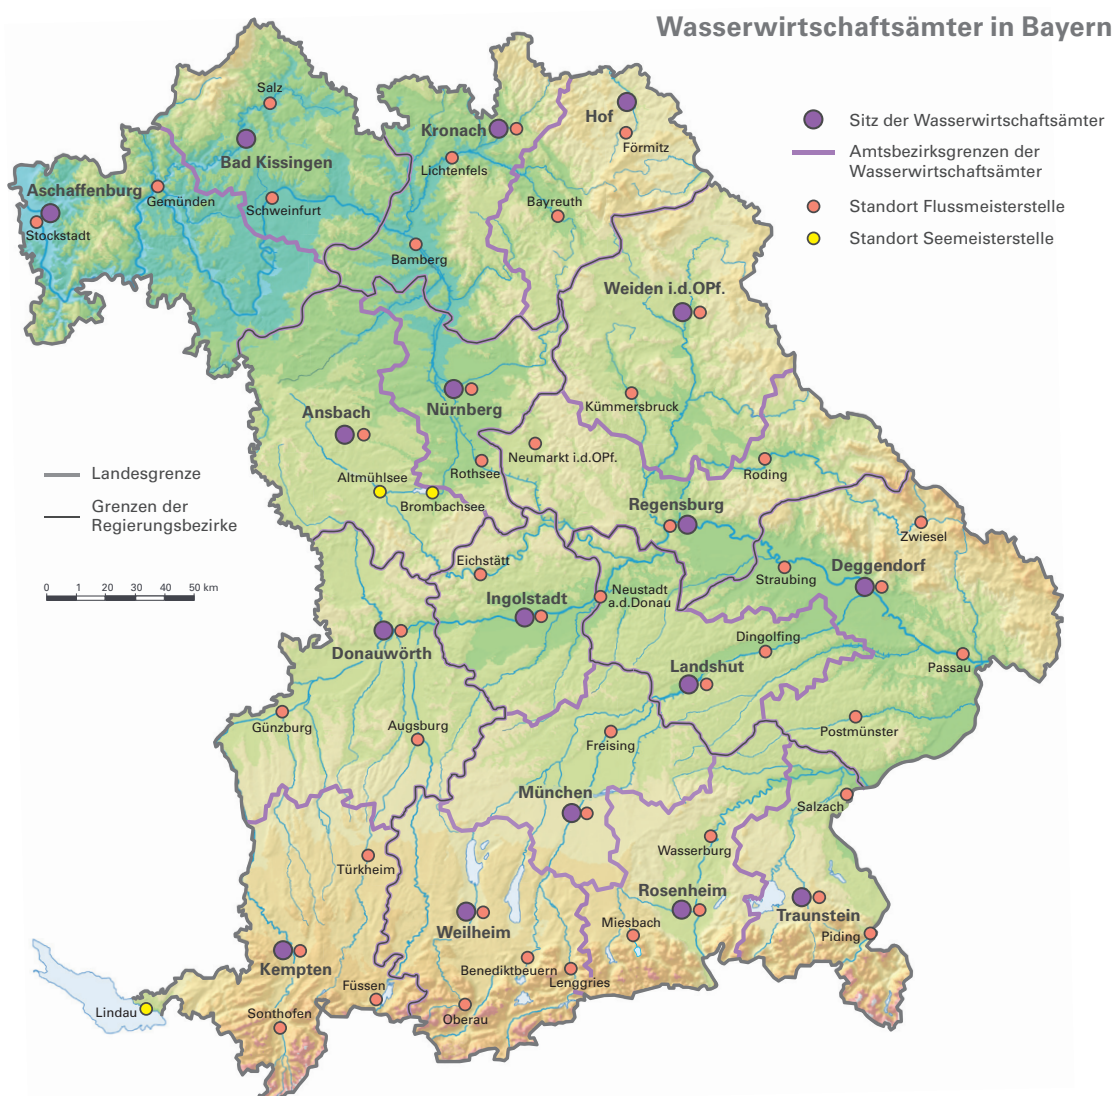 Wasserwirtschaftsämter in Bayern
Sitz der Wasserwirtschaftsämter
Amtsbezirksgrenzen der
Wasserwirtschaftsämter
Standort Flussmeisterstelle
Standort Seemeisterstelle
Salz
Hof
Kronach
Förmitz
Bad Kissingen
Lichtenfels
Aschaffenburg
Gemünden
Schweinfurt
Bayreuth
Stockstadt
Bamberg
Weiden i.d.OPf.
Kümmersbruck
Nürnberg
Ansbach
Neumarkt i.d.OPf.
Rothsee
Roding
Altmühlsee
Brombachsee
Landesgrenze
Grenzen der
Regierungsbezirke
Regensburg
Zwiesel
Eichstätt
Straubing
Deggendorf
0 10 20 30 50 km
Ingolstadt
Neustadt
a.d.Donau
Dingolfing
Donauwörth
Landshut
Passau
Günzburg
Augsburg
Freising
Postmünster
München
Salzach
Wasserburg
Türkheim
Rosenheim
Traunstein
Miesbach
Weilheim
Piding
Kempten
Benediktbeuern
Lenggries
Füssen
Lindau
Sonthofen
Oberau